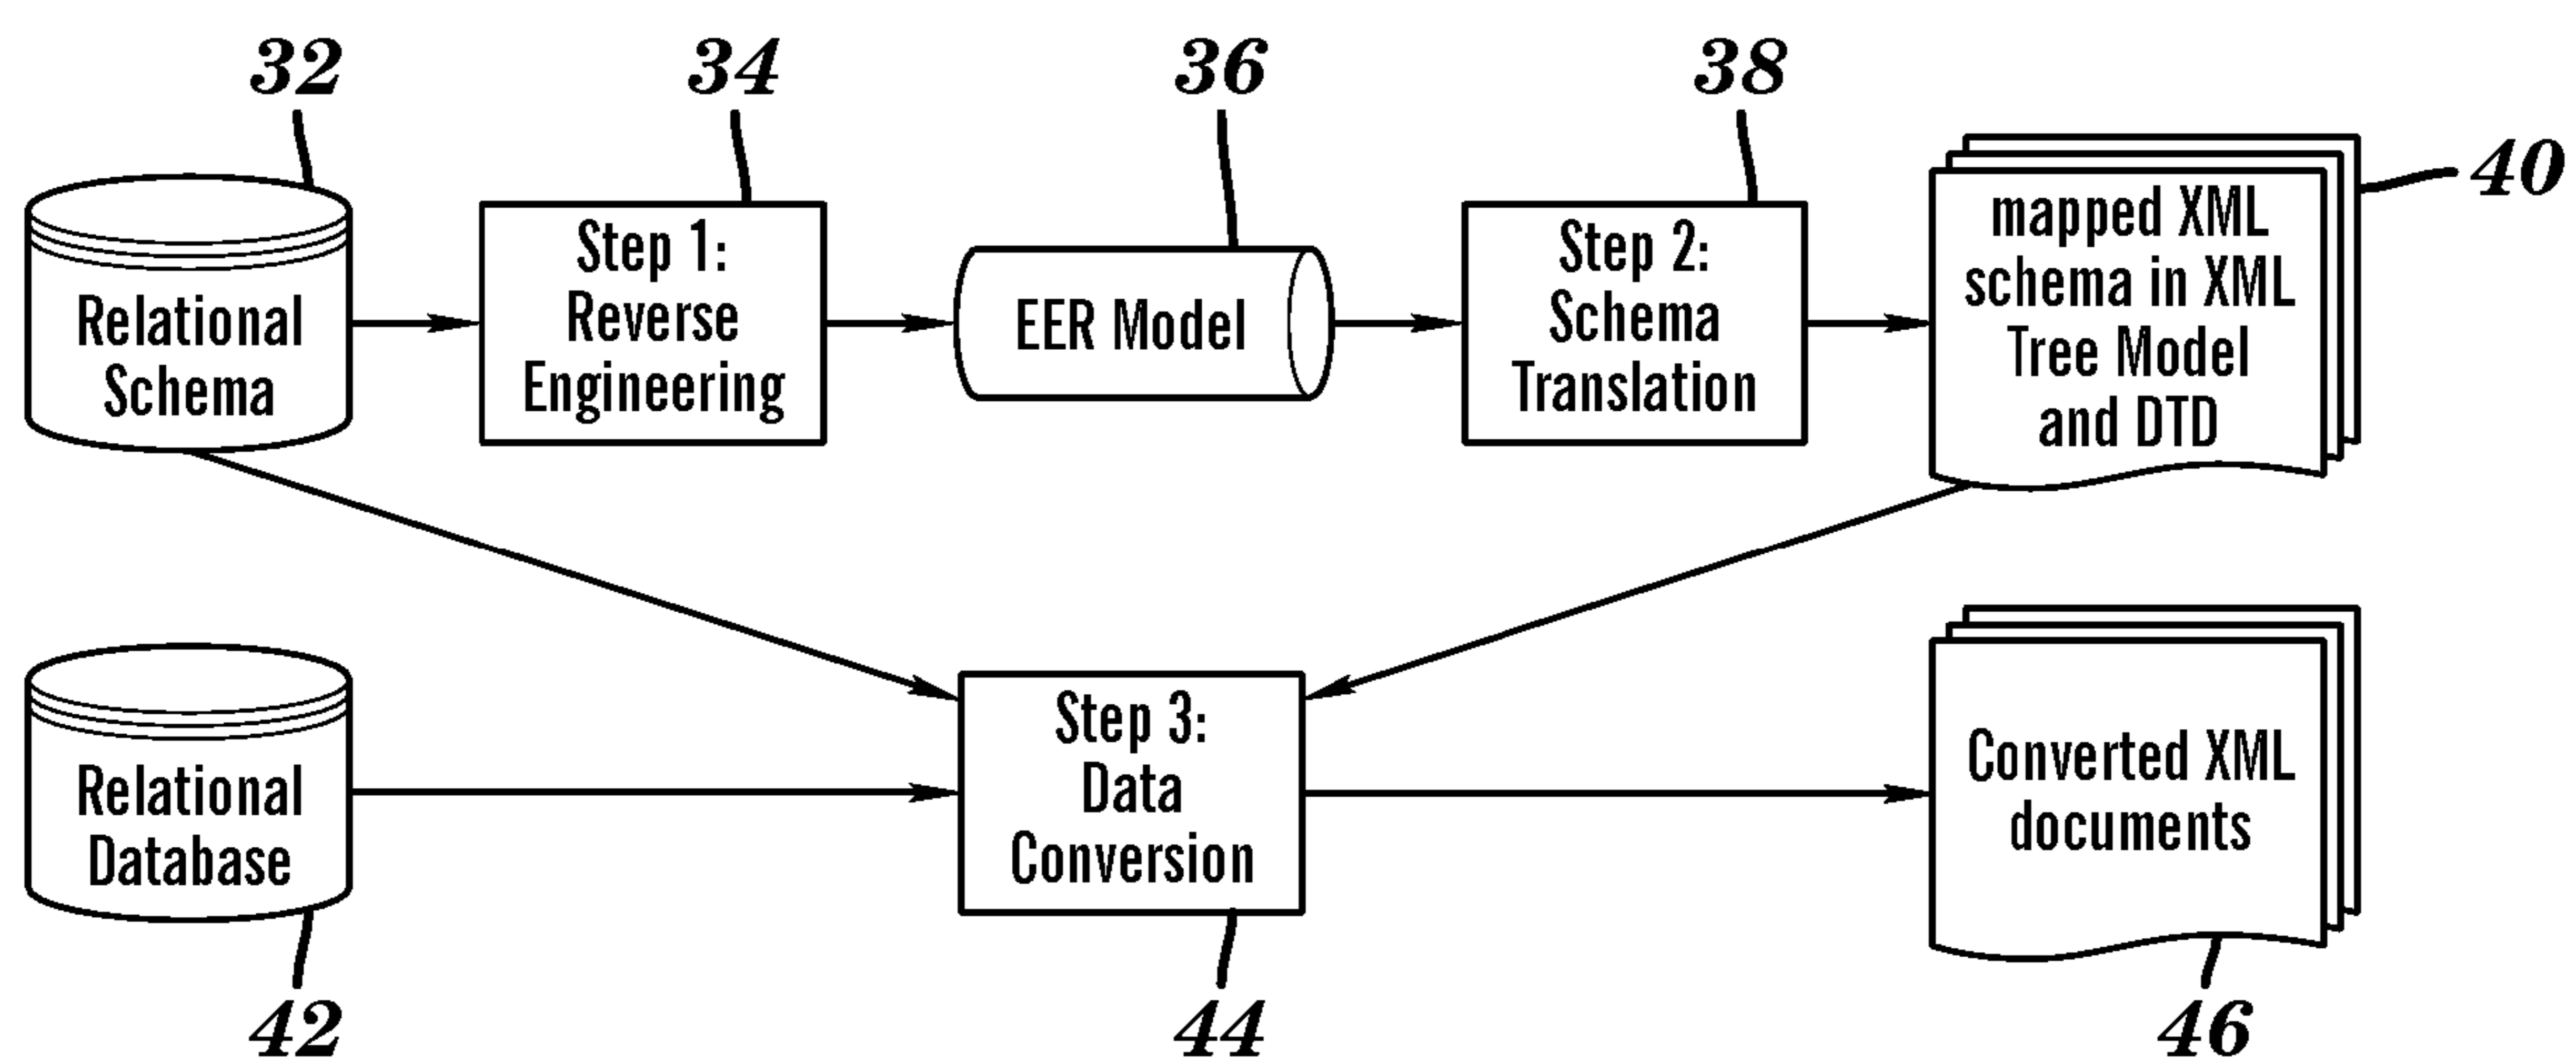 32
34
36
38
40
Relational
Schema
Step 1:
Reverse
Engineering
EER Model
Step 2:
Schema
Translation
mapped XML
schema in XML
Tree Model
and DTD
Relational
Database
Step 3:
Data
Conversion
Converted XML
documents
42
44
46